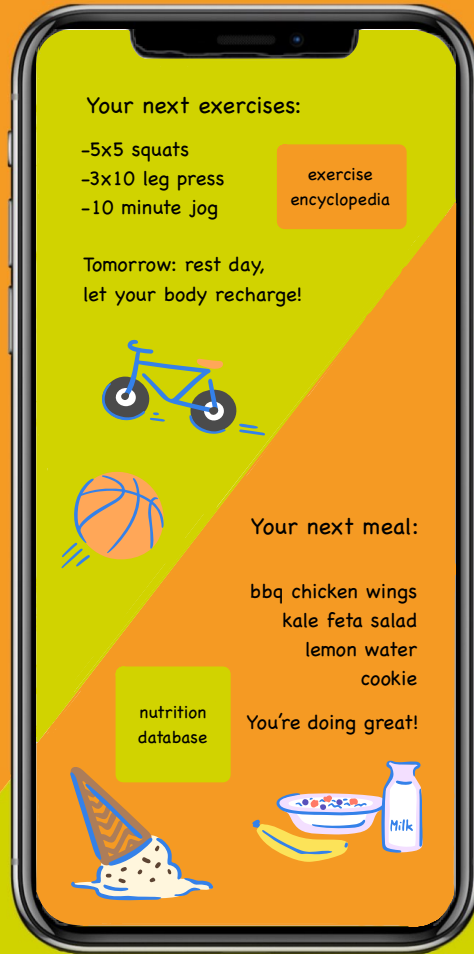 Your next exercises:
-5x5 squats
-3x10 leg press
-10 minute jog
exercise
encyclopedia
Tomorrow: rest day,
let your body recharge!
Your next meal:
bbq chicken wings
kale feta salad
lemon water
cookie
nutrition
database
You're doing great!
Milk